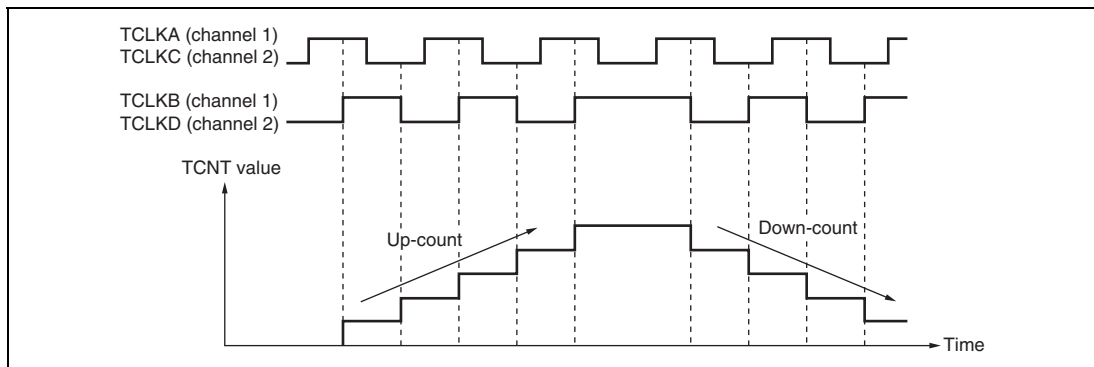 TCLKA (channel 1)
TCLKC (channel 2)
TCLKB (channel 1)
TCLKD (channel 2)
TCNT value
Up-count
Down-count
Time